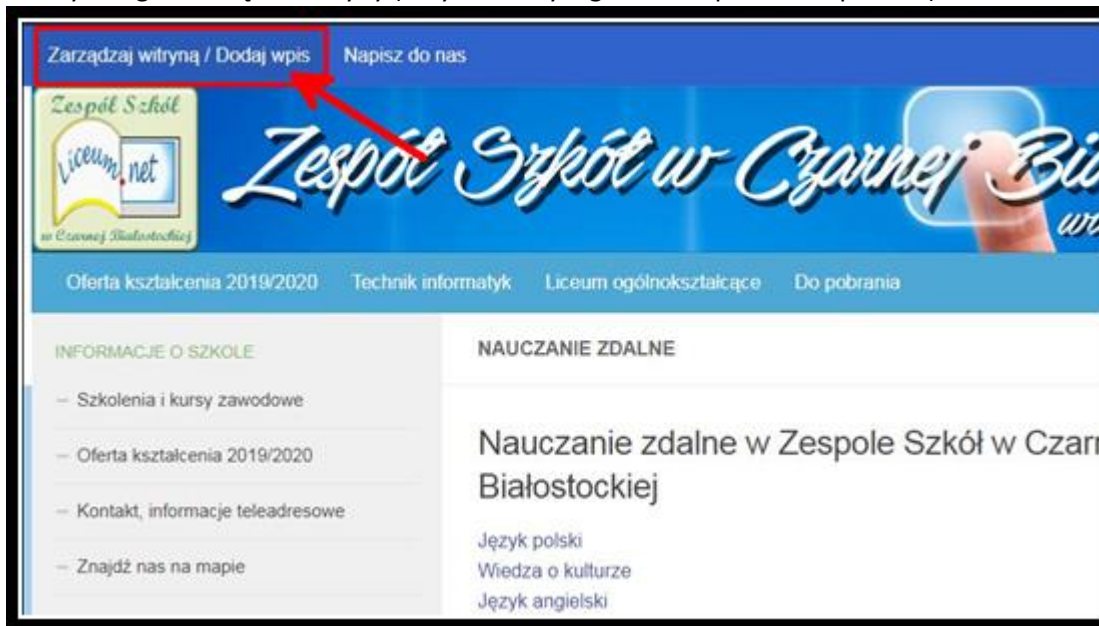 Zarządzaj witryną / Dodaj wpis Napisz do nas
Zespół Szkół
Liceum.net
w Czarnej Białostockiej
Zespół Szkół w Czarnej
Oferta kształcenia 2019/2020 Technik informatyk Liceum ogólnokształcące Do pobrania
INFORMACJE O SZKOLE
– Szkolenia i kursy zawodowe
– Oferta kształcenia 2019/2020
– Kontakt, informacje teleadresowe
– Znajdź nas na mapie
NAUCZANIE ZDALNE
Nauczanie zdalne w Zespole Szkół w
Białostockiej
Język polski
Wiedza o kulturze
Język angielski